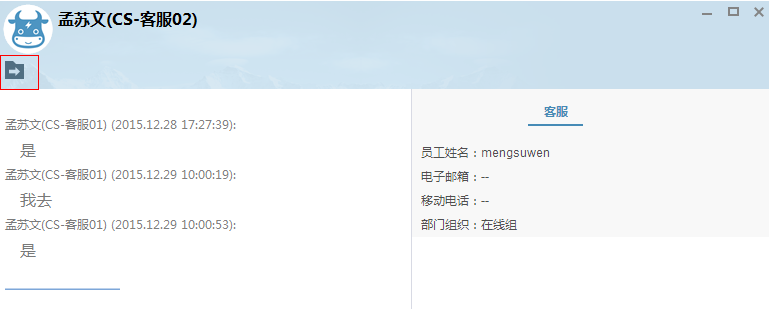 孟苏文(CS-客服02)
孟苏文(CS-客服01) (2015.12.28 17:27:39):
是
孟苏文(CS-客服01) (2015.12.29 10:00:19):
我去
孟苏文(CS-客服01) (2015.12.29 10:00:53):
是
客服
员工姓名：mengsuwen
电子邮箱：--
移动电话：--
部门组织：在线组